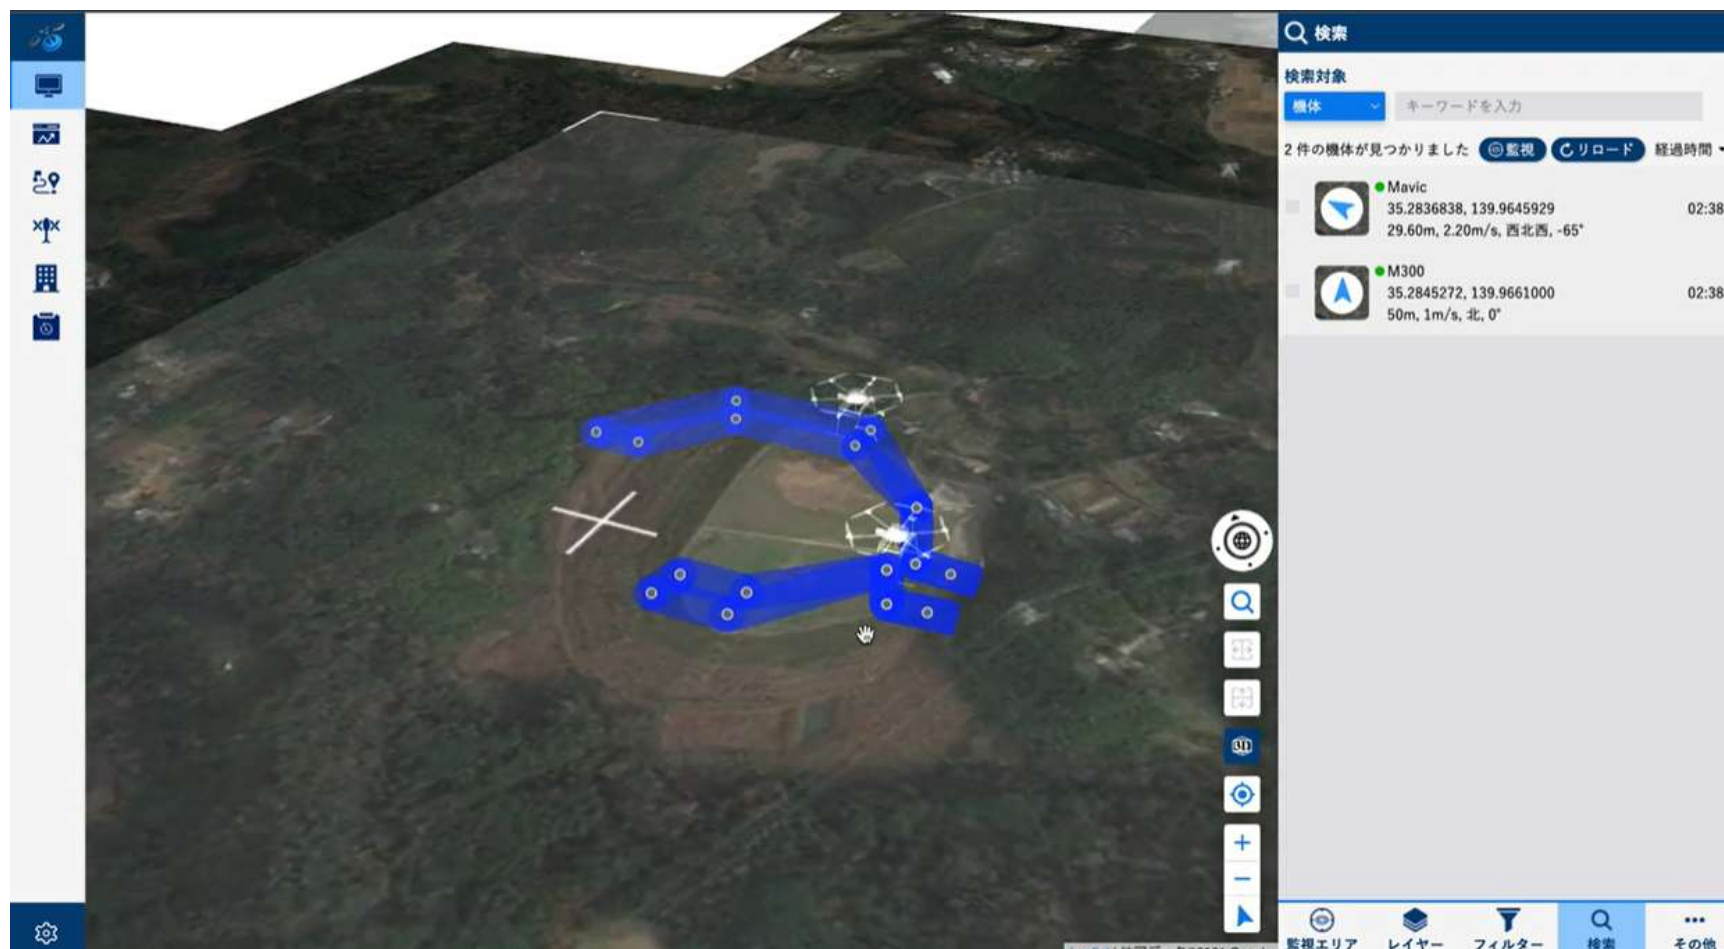 検索
検索対象
機体
キーワードを入力
2 件の機体が見つかりました 監視 リロード 経過時間
Mavic
35.2836838, 139.9645929 02:38
29.60m, 2.20m/s, 西北西, -65°
M300
35.2845272, 139.9661000 02:38
50m, 1m/s, 北, 0°
3D
監視エリア レイヤー フィルター 検索 その他